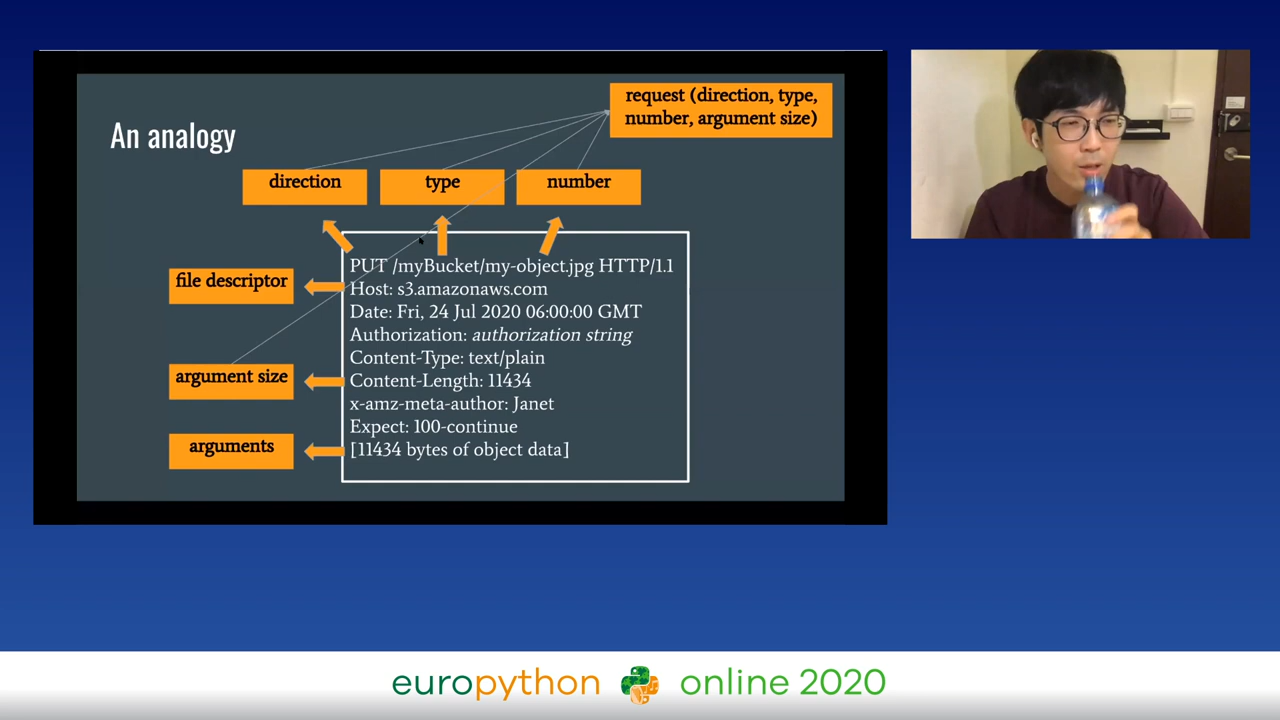 An analogy
request (direction, type,
number, argument size)
direction
type
number
file descriptor
argument size
arguments
PUT /myBucket/my-object.jpg HTTP/1.1
Host: s3.amazonaws.com
Date: Fri, 24 Jul 2020 06:00:00 GMT
Authorization: authorization string
Content-Type: text/plain
Content-Length: 11434
x-amz-meta-author: Janet
Expect: 100-continue
[11434 bytes of object data]
europython online 2020